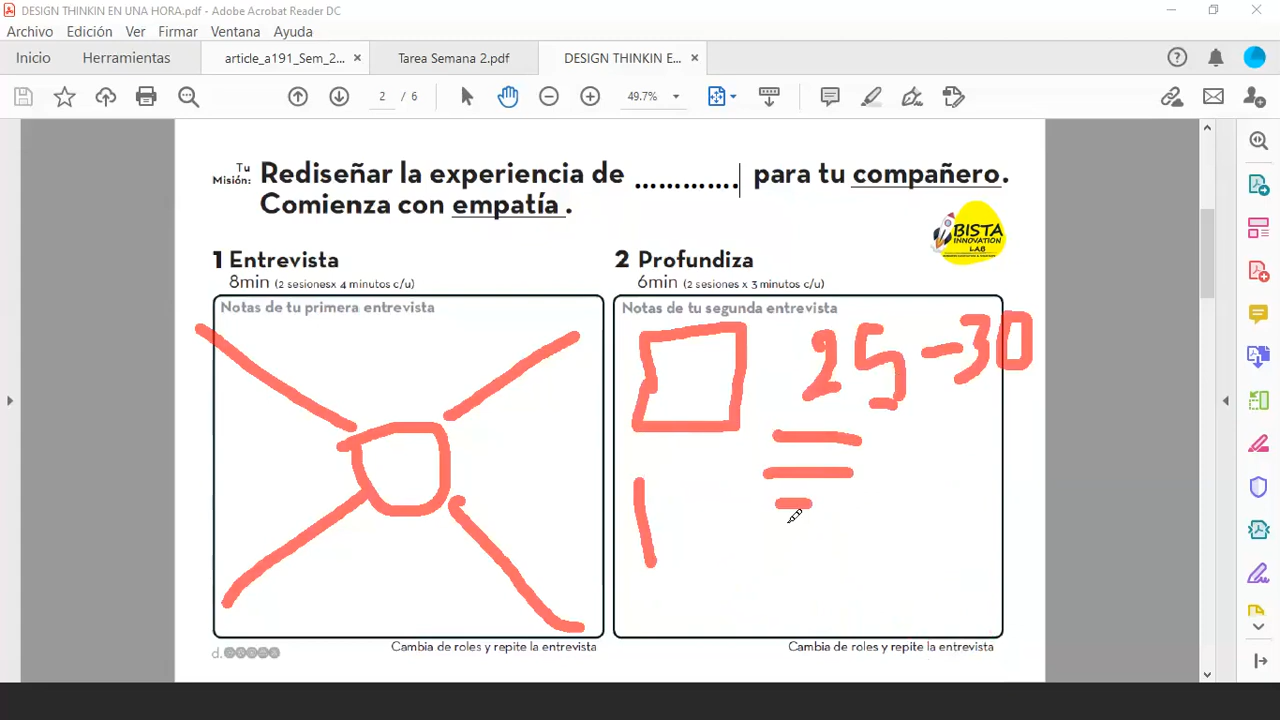 DESIGN THINKIN EN UNA HORA.pdf - Adobe Acrobat Reader DC
Archivo Edición Ver Firmar Ventana Ayuda
Inicio Herramientas article_a191_Sem_2... × Tarea Semana 2.pdf DESIGN THINKIN E... ×
2 / 6 49.7%
Tu Misión: Rediseñar la experiencia de ............. para tu compañero.
Comienza con empatía.
BISTA
INNOVATION
LAB
1 Entrevista
8min (2 sesionesx 4 minutos c/u)
Notas de tu primera entrevista
Cambia de roles y repite la entrevista
d.
2 Profundiza
6min (2 sesiones x 3 minutos c/u)
Notas de tu segunda entrevista
25-30
Cambia de roles y repite la entrevista